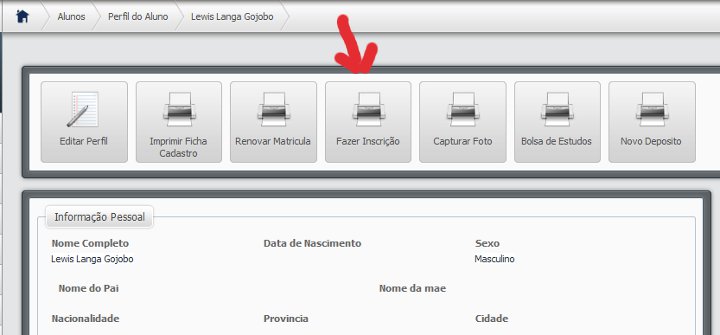 Alunos Perfil do Aluno Lewis Langa Gojobo
Editar Perfil
Imprimir Ficha
Cadastro
Renovar Matricula
Fazer Inscrição
Capturar Foto
Bolsa de Estudos
Novo Deposito
Informação Pessoal
Nome Completo Data de Nascimento Sexo
Lewis Langa Gojobo Masculino
Nome do Pai Nome da mae
Nacionalidade Provincia Cidade